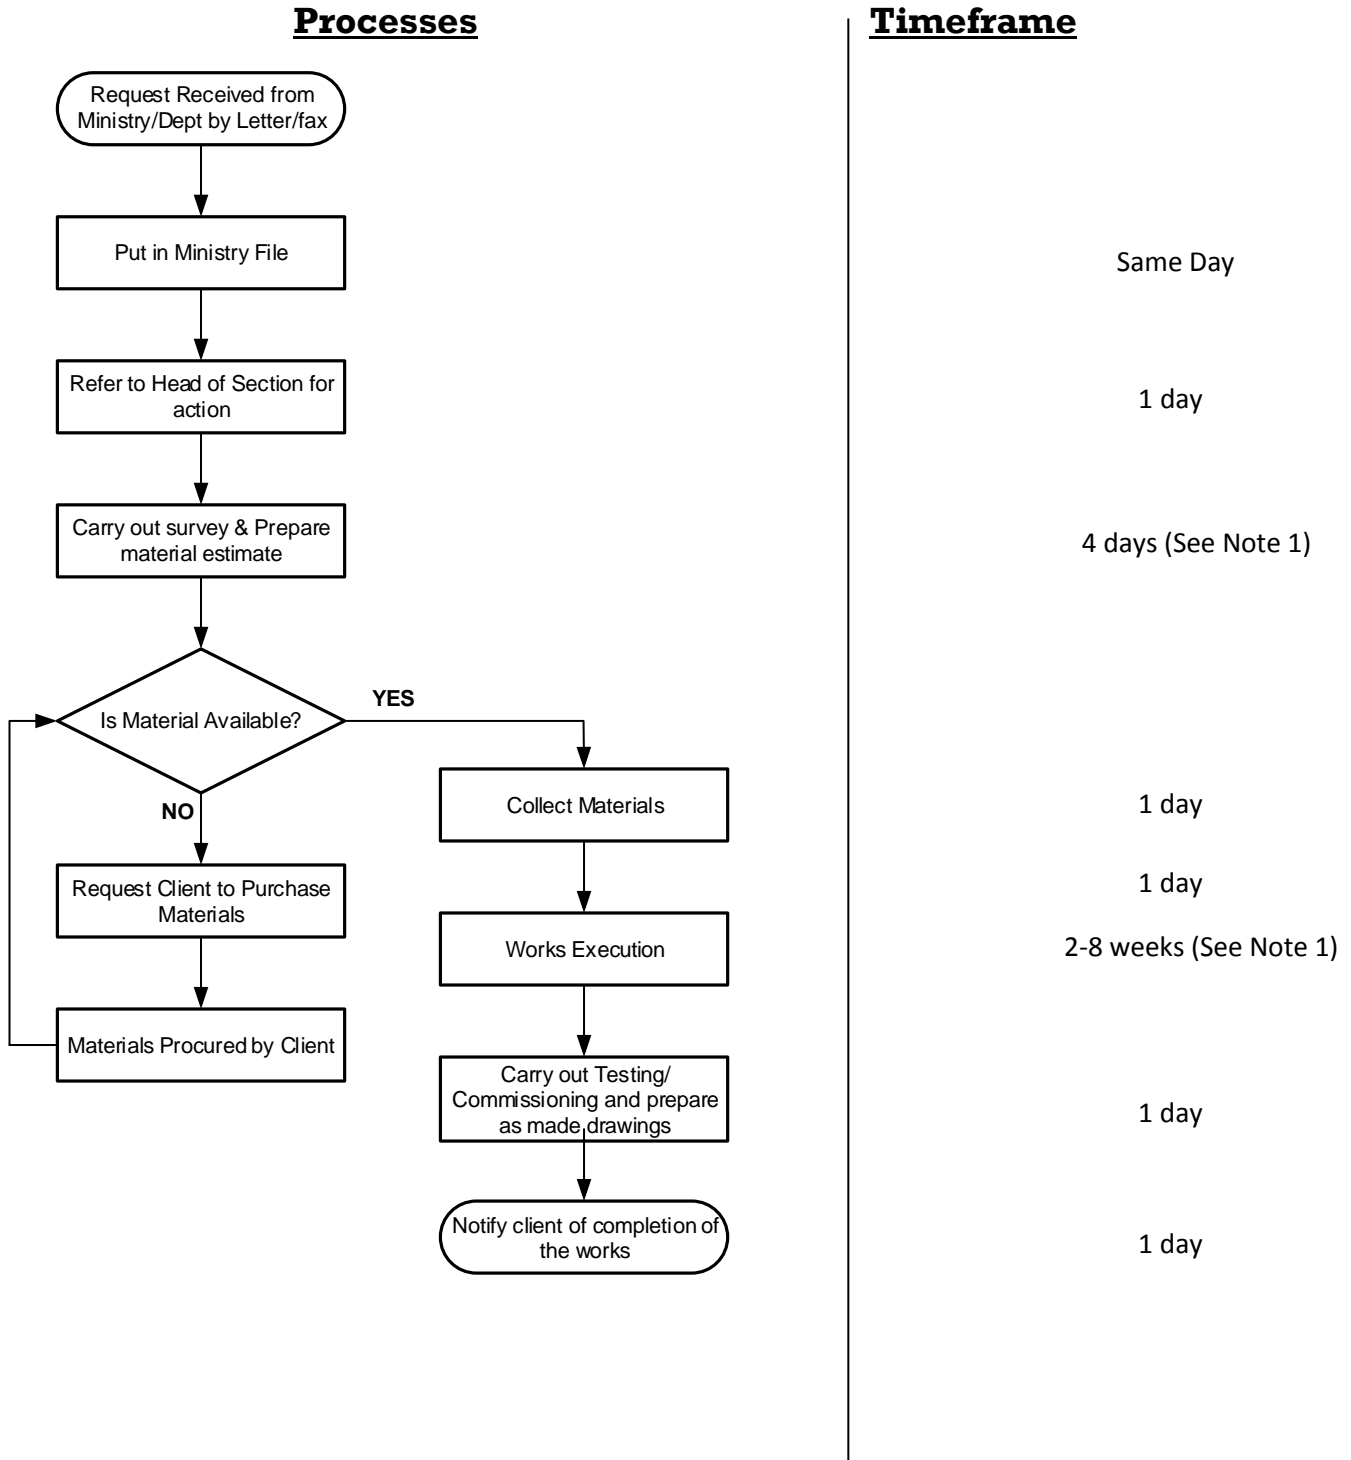 Processes
Timeframe
Request Received from
Ministry/Dept by Letter/fax
Put in Ministry File
Same Day
Refer to Head of Section for
action
1 day
Carry out survey & Prepare
material estimate
4 days (See Note 1)
Is Material Available?
YES
NO
Collect Materials
1 day
Request Client to Purchase
Materials
1 day
Works Execution
2-8 weeks (See Note 1)
Materials Procured by Client
Carry out Testing/
Commissioning and prepare
as made drawings
1 day
Notify client of completion of
the works
1 day